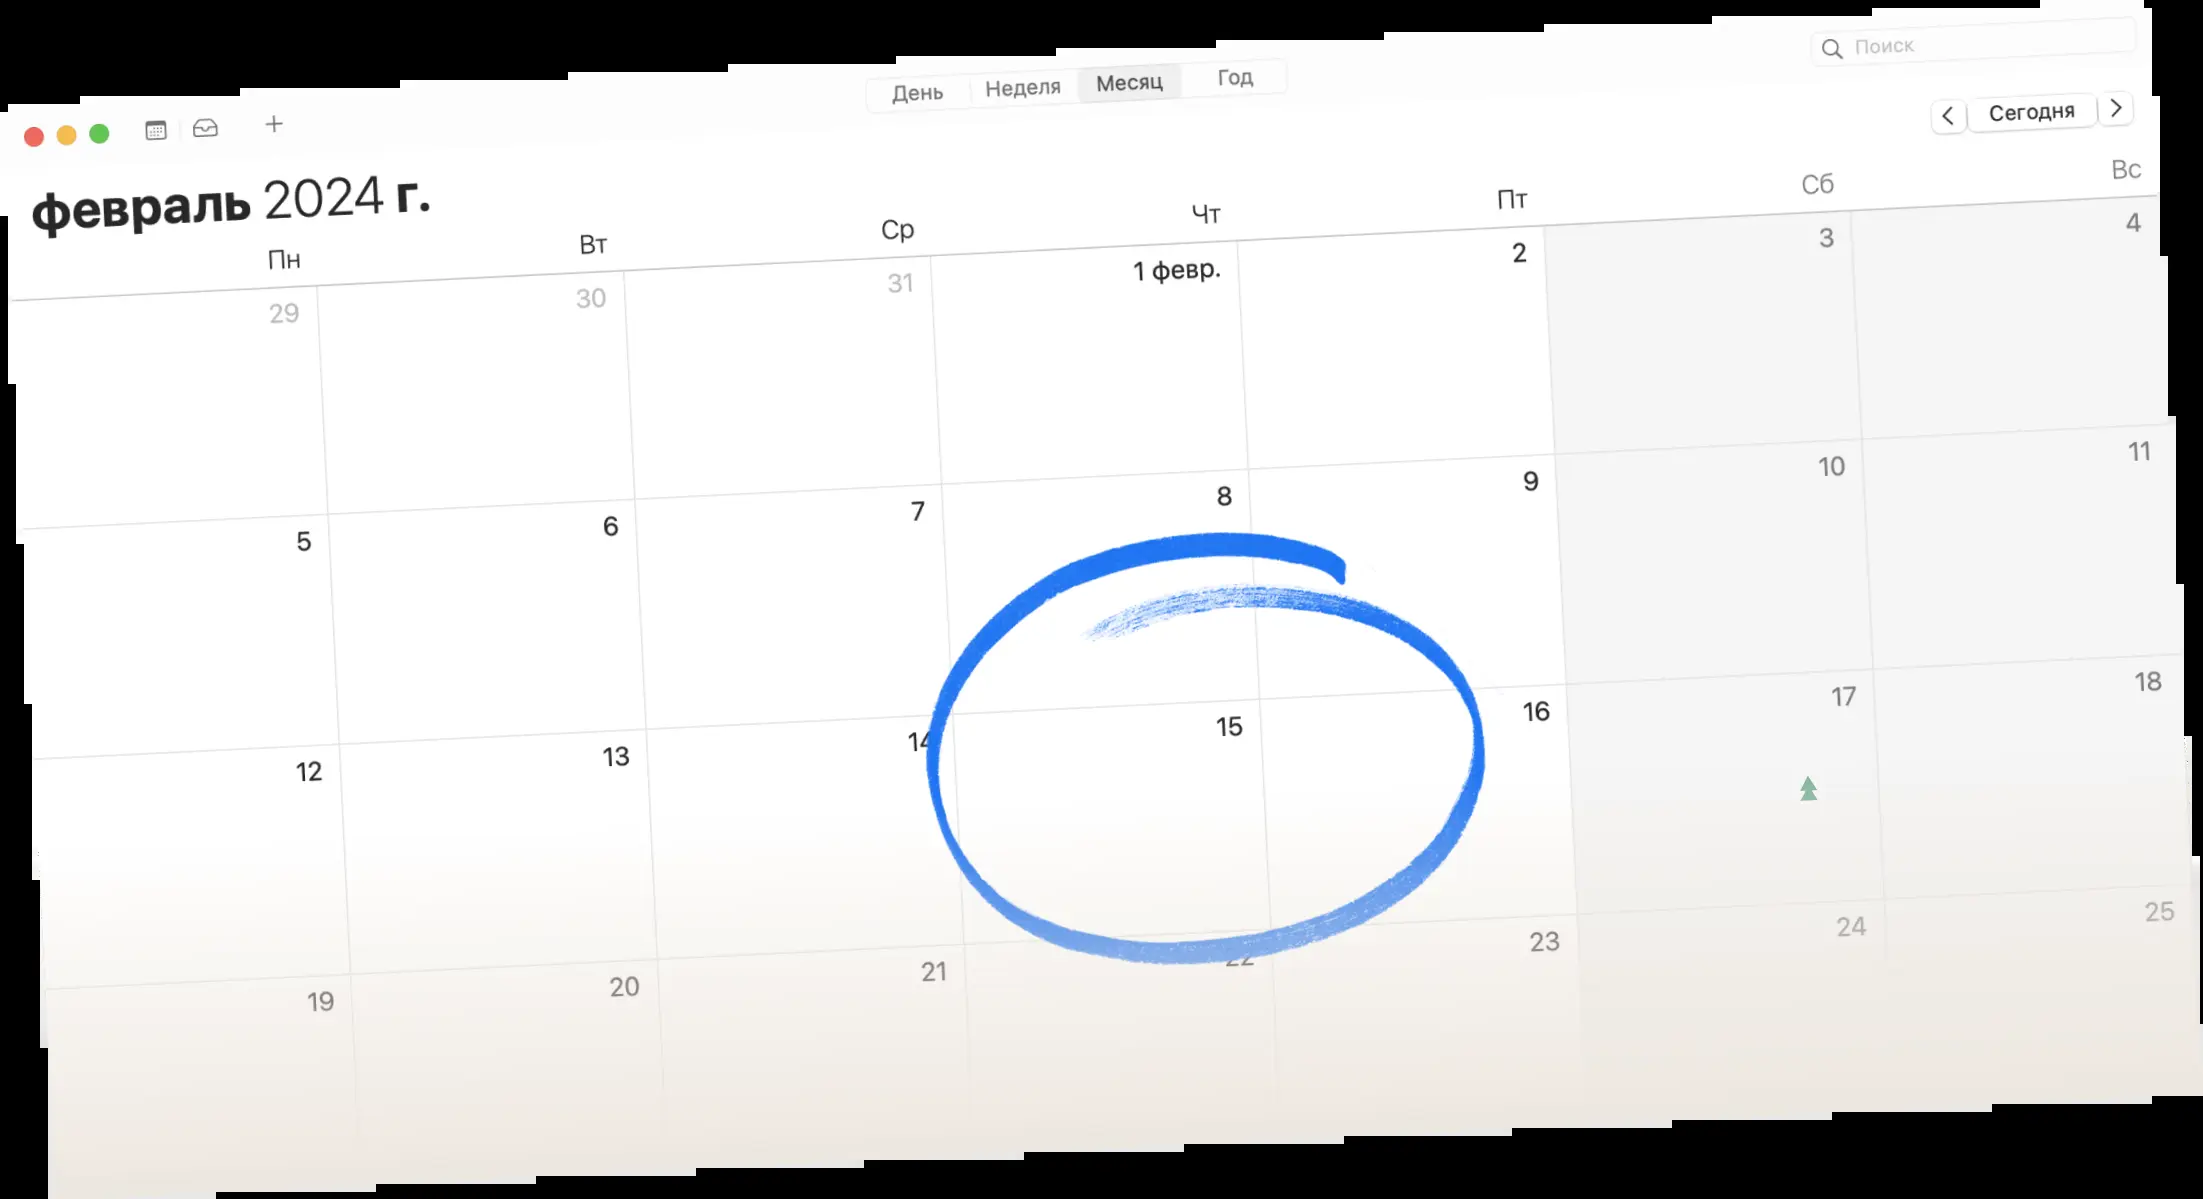 День Неделя Месяц Год
Поиск
Сегодня
февраль 2024 г.
Пн Вт Ср Чт Пт Сб Вс
29 30 31 1 февр. 2 3 4
5 6 7 8 9 10 11
12 13 14 15 16 17 18
19 20 21 22 23 24 25